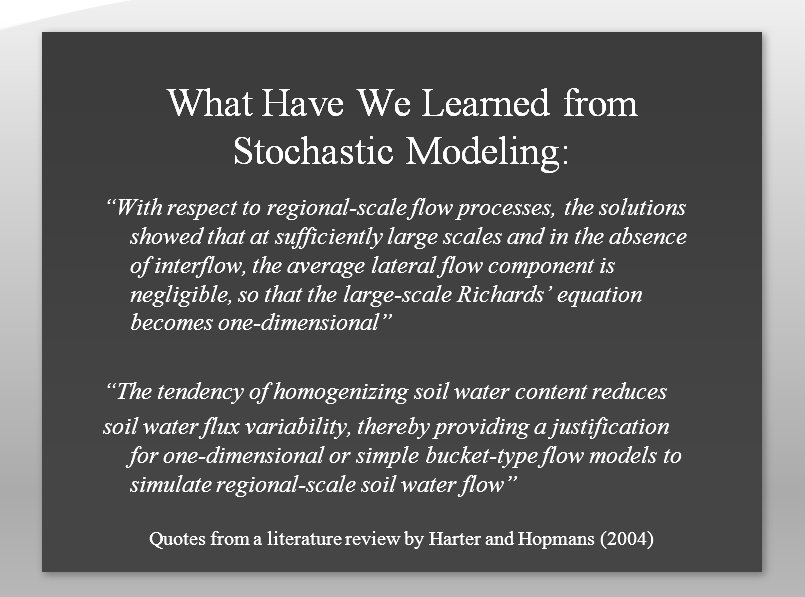 What Have We Learned from
Stochastic Modeling:
“With respect to regional-scale flow processes, the solutions
showed that at sufficiently large scales and in the absence
of interflow, the average lateral flow component is
negligible, so that the large-scale Richards’ equation
becomes one-dimensional”
“The tendency of homogenizing soil water content reduces
soil water flux variability, thereby providing a justification
for one-dimensional or simple bucket-type flow models to
simulate regional-scale soil water flow”
Quotes from a literature review by Harter and Hopmans (2004)